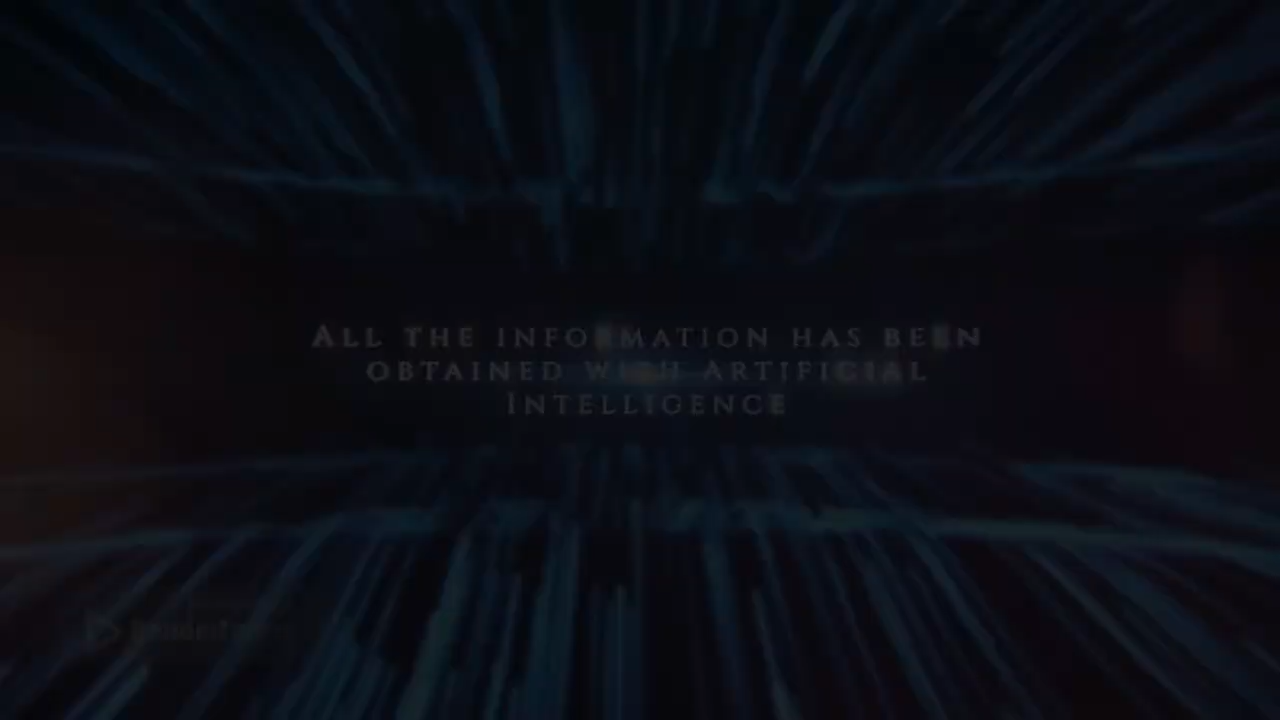 All the information has been
obtained with Artificial
Intelligence